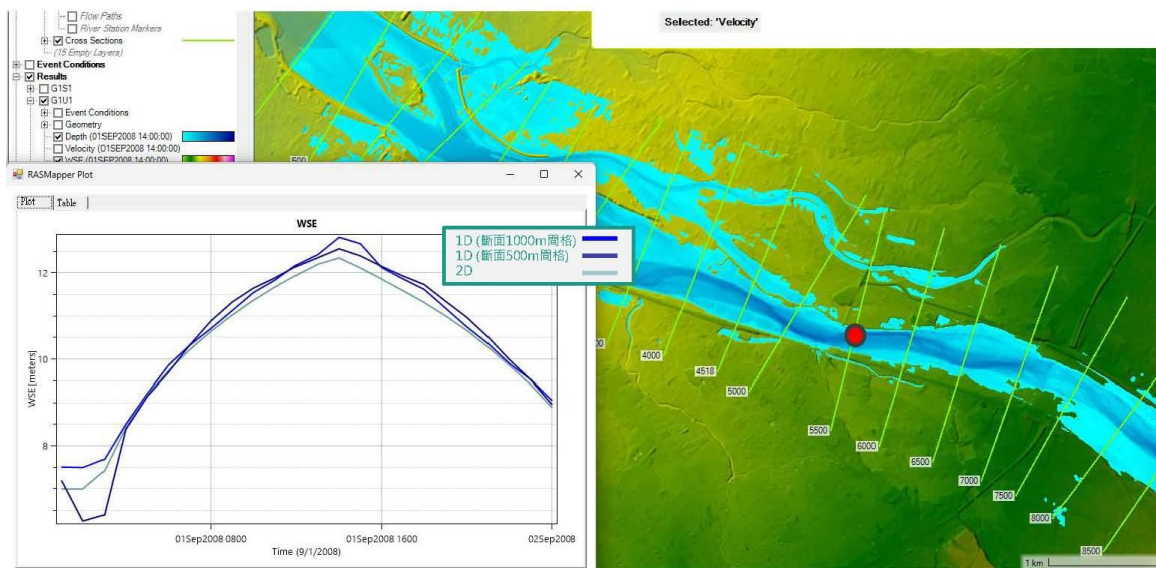 Flow Paths
River Station Markers
Cross Sections
(15 Empty Layers)
Event Conditions
Results
G1S1
G1U1
Event Conditions
Geometry
Depth (01SEP2008 14:00:00)
Velocity (01SEP2008 14:00:00)
WSE (01SEP2008 14:00:00)
Selected: 'Velocity'
RASMapper Plot
Plot
Table
WSE
1D (斷面1000m間格)
1D (斷面500m間格)
2D
WSE [meters]
12
10
8
01Sep2008 0800
01Sep2008 1600
02Sep2008
Time (9/1/2008)
500
4000
4518
5000
5500
6000
6500
7000
7500
8000
8500
1 km